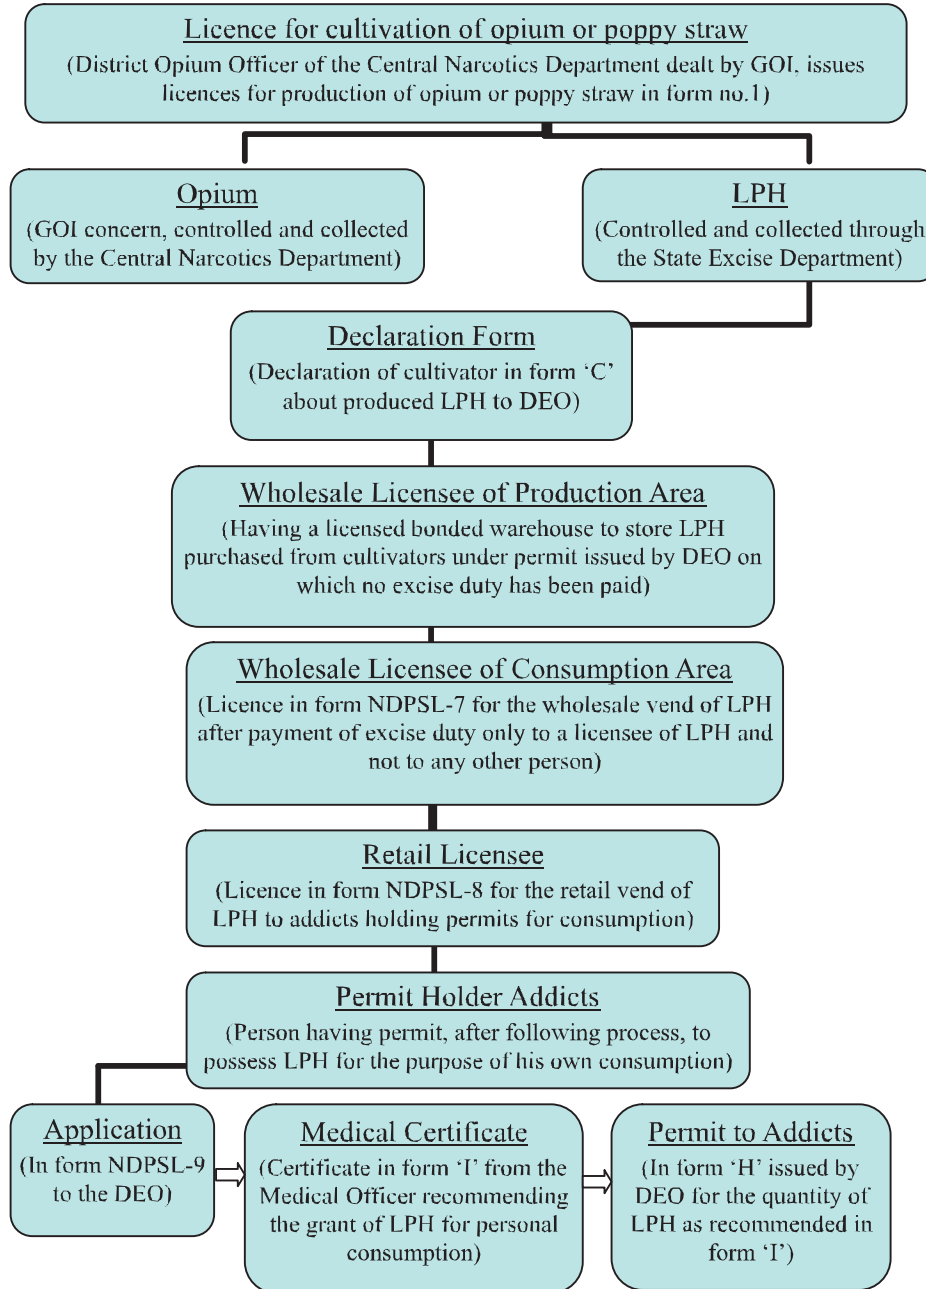 Licence for cultivation of opium or poppy straw
(District Opium Officer of the Central Narcotics Department dealt by GOI, issues
licences for production of opium or poppy straw in form no.1)
Opium
(GOI concern, controlled and collected
by the Central Narcotics Department)
LPH
(Controlled and collected through
the State Excise Department)
Declaration Form
(Declaration of cultivator in form ‘C’
about produced LPH to DEO)
Wholesale Licensee of Production Area
(Having a licensed bonded warehouse to store LPH
purchased from cultivators under permit issued by DEO on
which no excise duty has been paid)
Wholesale Licensee of Consumption Area
(Licence in form NDPSL-7 for the wholesale vend of LPH
after payment of excise duty only to a licensee of LPH and
not to any other person)
Retail Licensee
(Licence in form NDPSL-8 for the retail vend of
LPH to addicts holding permits for consumption)
Permit Holder Addicts
(Person having permit, after following process, to
possess LPH for the purpose of his own consumption)
Application
(In form NDPSL-9
to the DEO)
Medical Certificate
(Certificate in form ‘I’ from the
Medical Officer recommending
the grant of LPH for personal
consumption)
Permit to Addicts
(In form ‘H’ issued by
DEO for the quantity of
LPH as recommended in
form ‘I’)